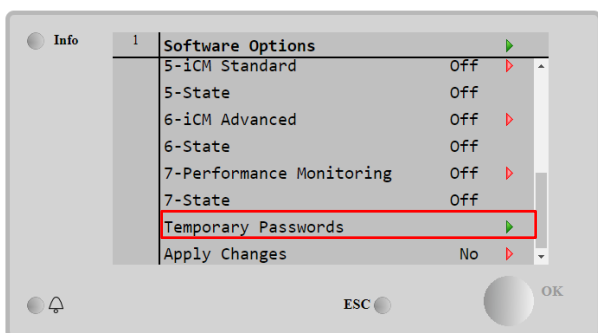 Info
1
Software Options
5-iCM Standard Off
5-State Off
6-iCM Advanced Off
6-State Off
7-Performance Monitoring Off
7-State Off
Temporary Passwords
Apply Changes No
ESC
OK